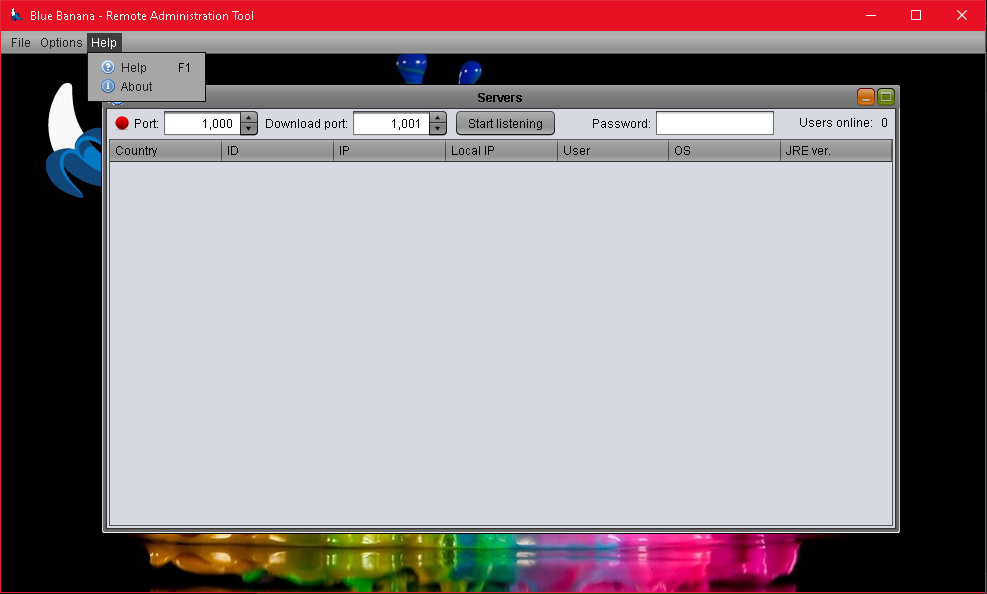 Blue Banana - Remote Administration Tool
File Options Help
Help F1
About
Servers
Port: 1,000 Download port: 1,001 Start listening Password: Users online: 0
Country ID IP Local IP User OS JRE ver.